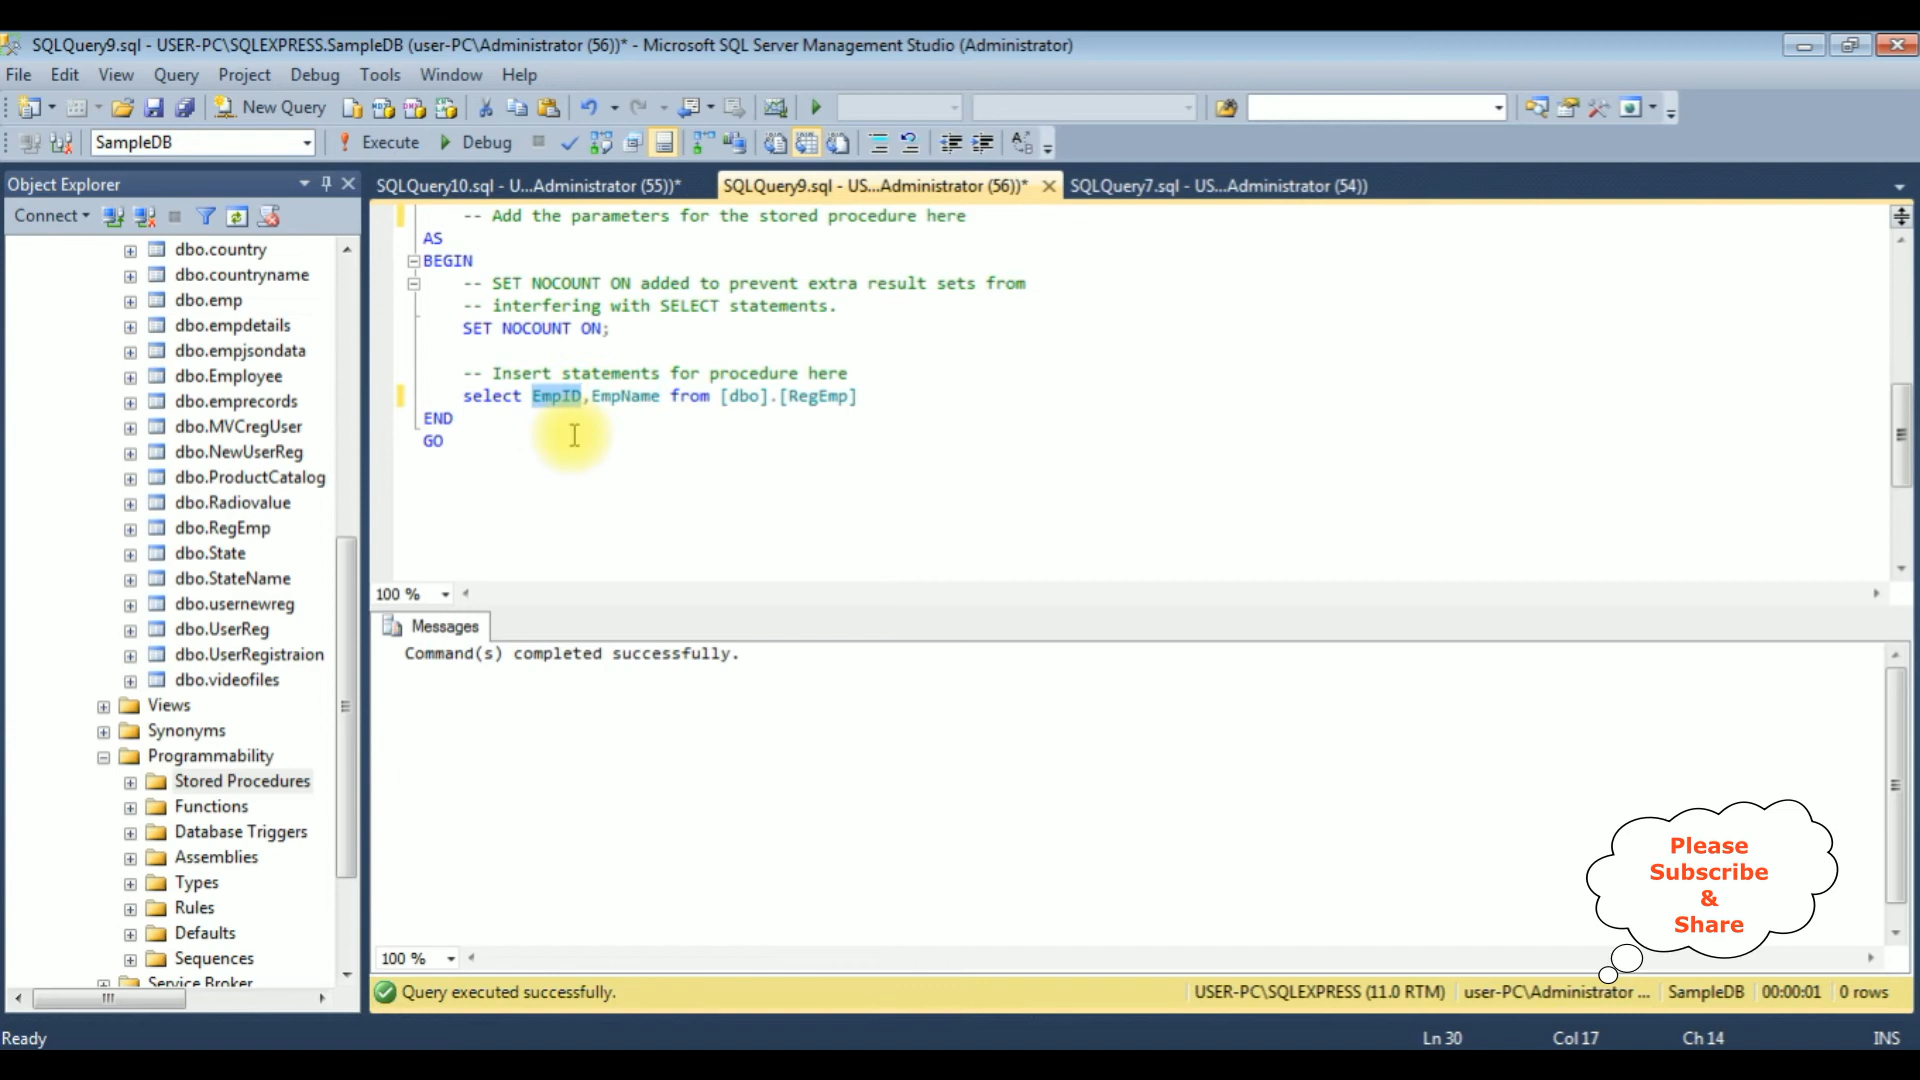 SQLQuery9.sql - USER-PC\SQLEXPRESS.SampleDB (user-PC\Administrator (56))* - Microsoft SQL Server Management Studio (Administrator)
File Edit View Query Project Debug Tools Window Help
New Query
SampleDB Execute Debug
Object Explorer
SQLQuery10.sql - U...Administrator (55))* SQLQuery9.sql - US...Administrator (56))* SQLQuery7.sql - US...Administrator (54))
Connect
dbo.country
dbo.countryname
dbo.emp
dbo.empdetails
dbo.empjsondata
dbo.Employee
dbo.emprecords
dbo.MVCregUser
dbo.NewUserReg
dbo.ProductCatalog
dbo.Radiovalue
dbo.RegEmp
dbo.State
dbo.StateName
dbo.usernewreg
dbo.UserReg
dbo.UserRegistraion
dbo.videofiles
Views
Synonyms
Programmability
Stored Procedures
Functions
Database Triggers
Assemblies
Types
Rules
Defaults
Sequences
Service Broker
-- Add the parameters for the stored procedure here
AS
BEGIN
-- SET NOCOUNT ON added to prevent extra result sets from
-- interfering with SELECT statements.
SET NOCOUNT ON;
-- Insert statements for procedure here
select EmpID,EmpName from [dbo].[RegEmp]
END
GO
100 %
Messages
Command(s) completed successfully.
100 %
Please
Subscribe
&
Share
Query executed successfully. USER-PC\SQLEXPRESS (11.0 RTM) user-PC\Administrator ... SampleDB 00:00:01 0 rows
Ready Ln 30 Col 17 Ch 14 INS